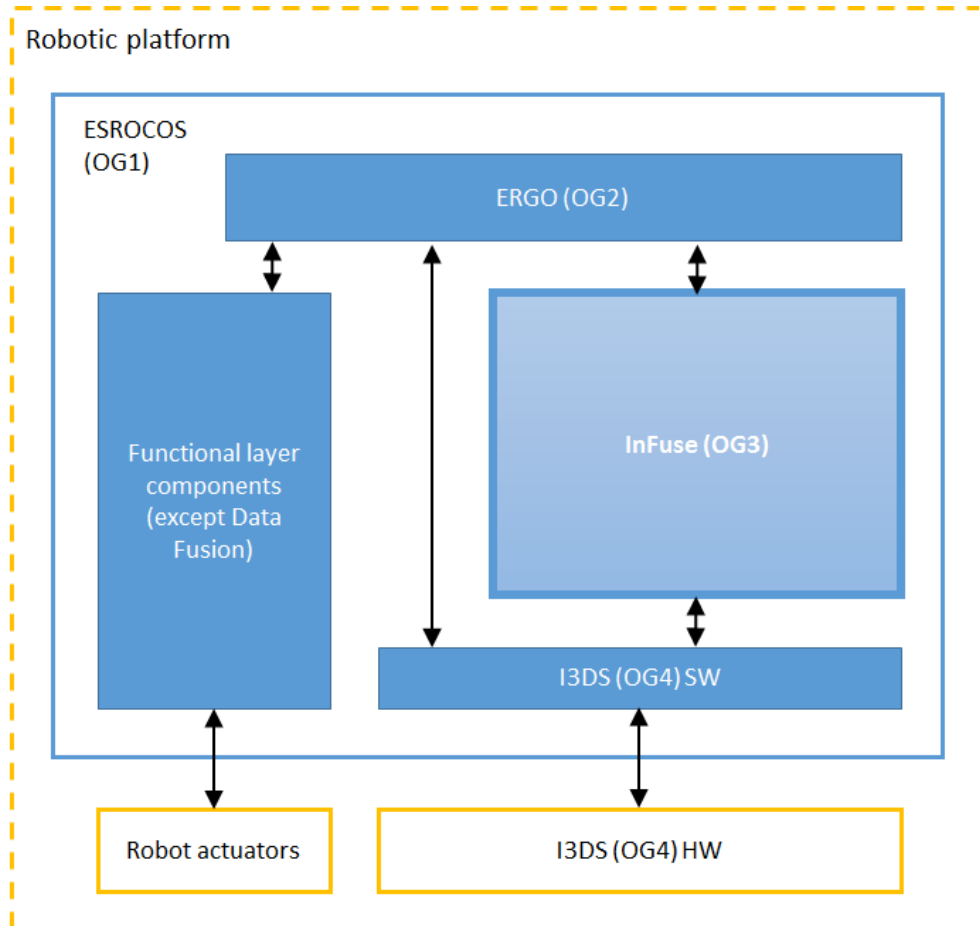 Robotic platform
ESROCOS
(OG1)
ERGO (OG2)
Functional layer
components
(except Data
Fusion)
InFuse (OG3)
I3DS (OG4) SW
Robot actuators
I3DS (OG4) HW